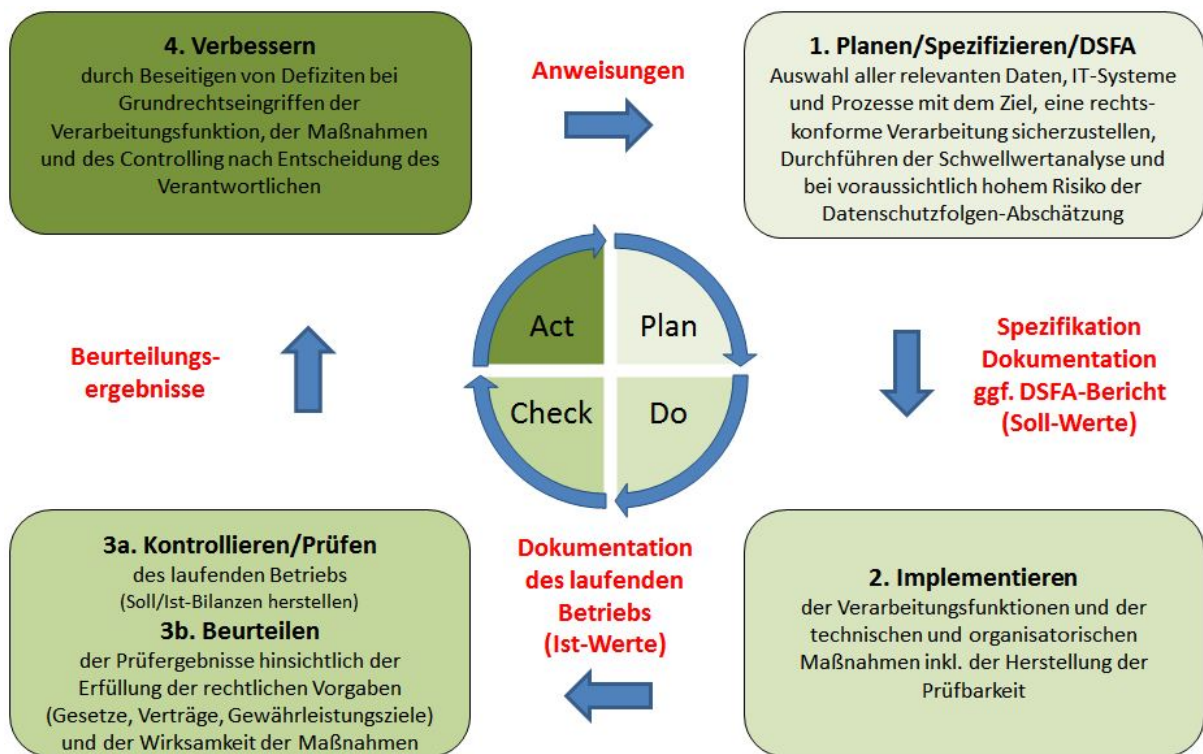 4. Verbessern
durch Beseitigen von Defiziten bei
Grundrechtseingriffen der
Verarbeitungsfunktion, der Maßnahmen
und des Controlling nach Entscheidung des
Verantwortlichen
Anweisungen
1. Planen/Spezifizieren/DSFA
Auswahl aller relevanten Daten, IT-Systeme
und Prozesse mit dem Ziel, eine rechts-
konforme Verarbeitung sicherzustellen,
Durchführen der Schwellwertanalyse und
bei voraussichtlich hohem Risiko der
Datenschutzfolgen-Abschätzung
Act
Plan
Check
Do
Beurteilungs-
ergebnisse
Spezifikation
Dokumentation
ggf. DSFA-Bericht
(Soll-Werte)
3a. Kontrollieren/Prüfen
des laufenden Betriebs
(Soll/Ist-Bilanzen herstellen)
3b. Beurteilen
der Prüfergebnisse hinsichtlich der
Erfüllung der rechtlichen Vorgaben
(Gesetze, Verträge, Gewährleistungsziele)
und der Wirksamkeit der Maßnahmen
Dokumentation
des laufenden
Betriebs
(Ist-Werte)
2. Implementieren
der Verarbeitungsfunktionen und der
technischen und organisatorischen
Maßnahmen inkl. der Herstellung der
Prüfbarkeit